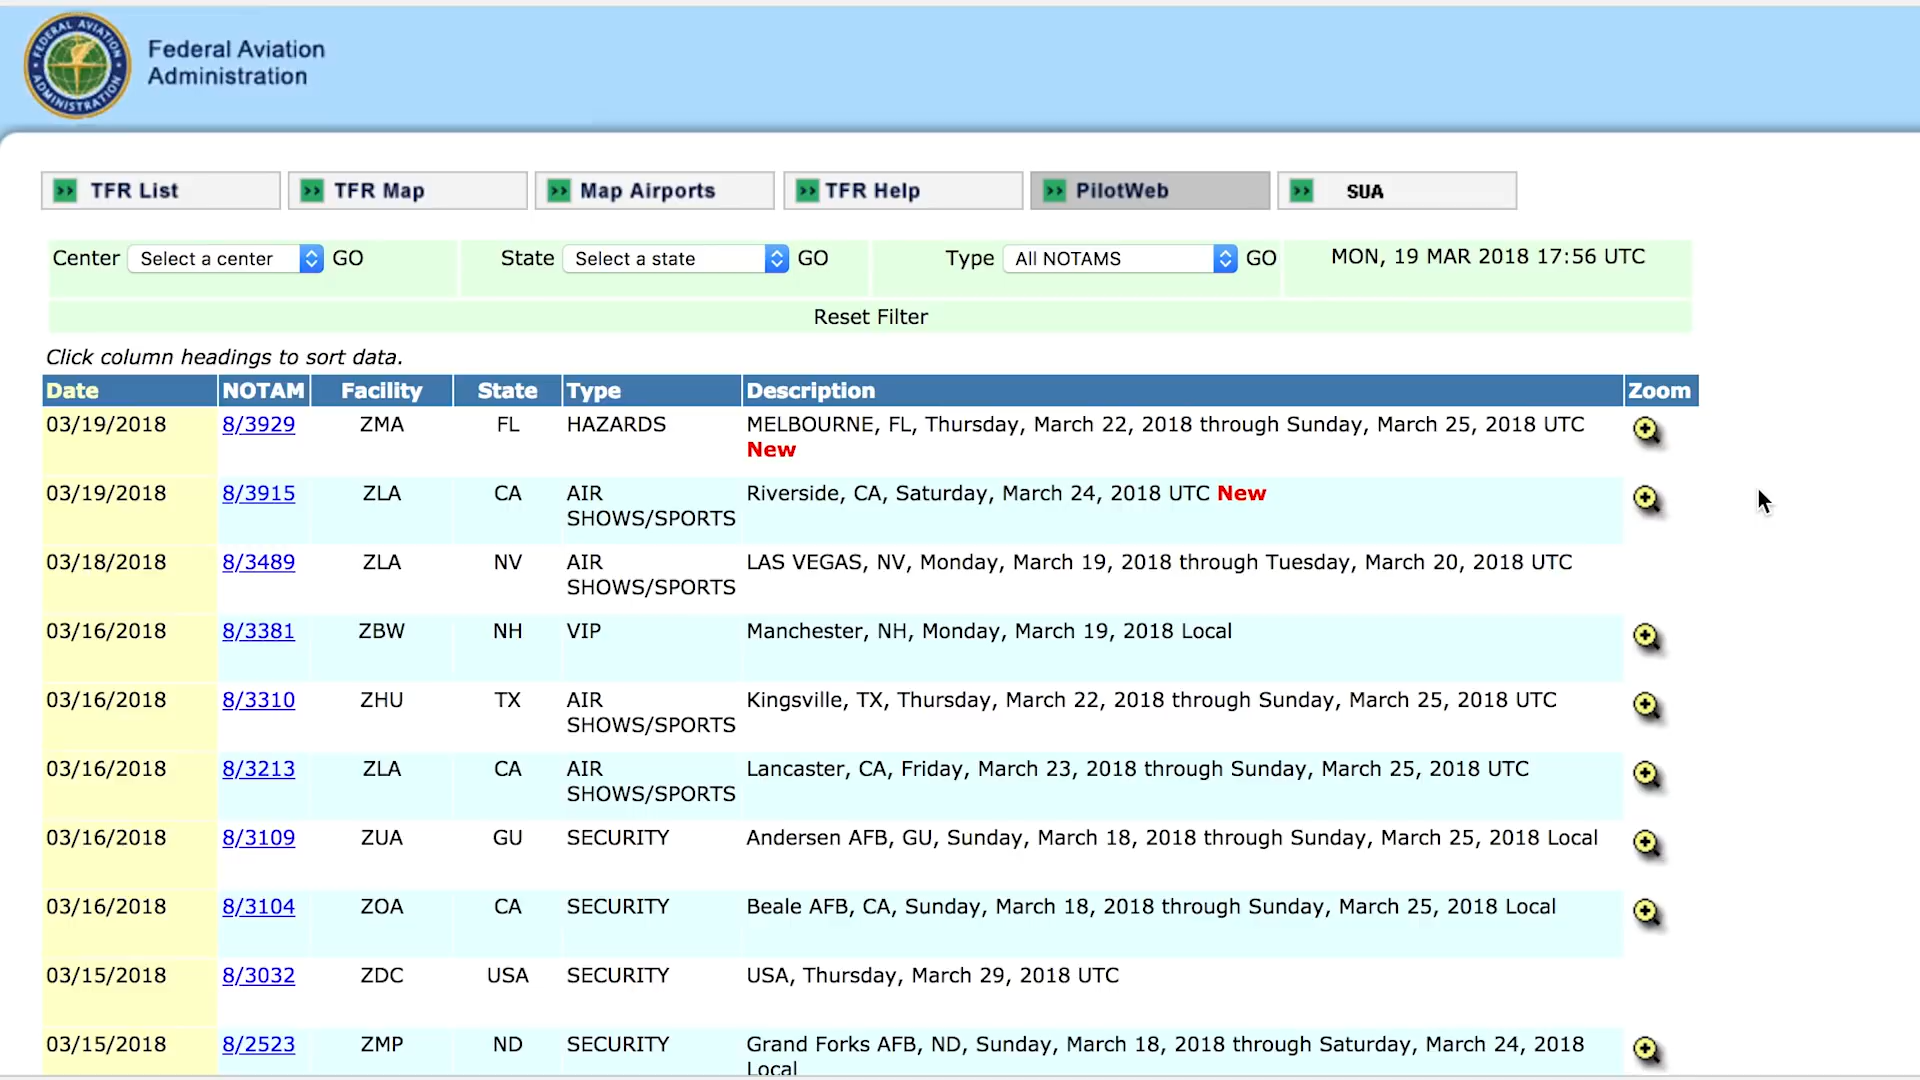 FEDERAL AVIATION ADMINISTRATION
Federal Aviation
Administration
TFR List
TFR Map
Map Airports
TFR Help
PilotWeb
SUA
Center Select a center GO
State Select a state GO
Type All NOTAMS GO
MON, 19 MAR 2018 17:56 UTC
Reset Filter
Click column headings to sort data.
Date NOTAM Facility State Type Description Zoom
03/19/2018 8/3929 ZMA FL HAZARDS MELBOURNE, FL, Thursday, March 22, 2018 through Sunday, March 25, 2018 UTC
New
03/19/2018 8/3915 ZLA CA AIR Riverside, CA, Saturday, March 24, 2018 UTC New
SHOWS/SPORTS
03/18/2018 8/3489 ZLA NV AIR LAS VEGAS, NV, Monday, March 19, 2018 through Tuesday, March 20, 2018 UTC
SHOWS/SPORTS
03/16/2018 8/3381 ZBW NH VIP Manchester, NH, Monday, March 19, 2018 Local
03/16/2018 8/3310 ZHU TX AIR Kingsville, TX, Thursday, March 22, 2018 through Sunday, March 25, 2018 UTC
SHOWS/SPORTS
03/16/2018 8/3213 ZLA CA AIR Lancaster, CA, Friday, March 23, 2018 through Sunday, March 25, 2018 UTC
SHOWS/SPORTS
03/16/2018 8/3109 ZUA GU SECURITY Andersen AFB, GU, Sunday, March 18, 2018 through Sunday, March 25, 2018 Local
03/16/2018 8/3104 ZOA CA SECURITY Beale AFB, CA, Sunday, March 18, 2018 through Sunday, March 25, 2018 Local
03/15/2018 8/3032 ZDC USA SECURITY USA, Thursday, March 29, 2018 UTC
03/15/2018 8/2523 ZMP ND SECURITY Grand Forks AFB, ND, Sunday, March 18, 2018 through Saturday, March 24, 2018
Local